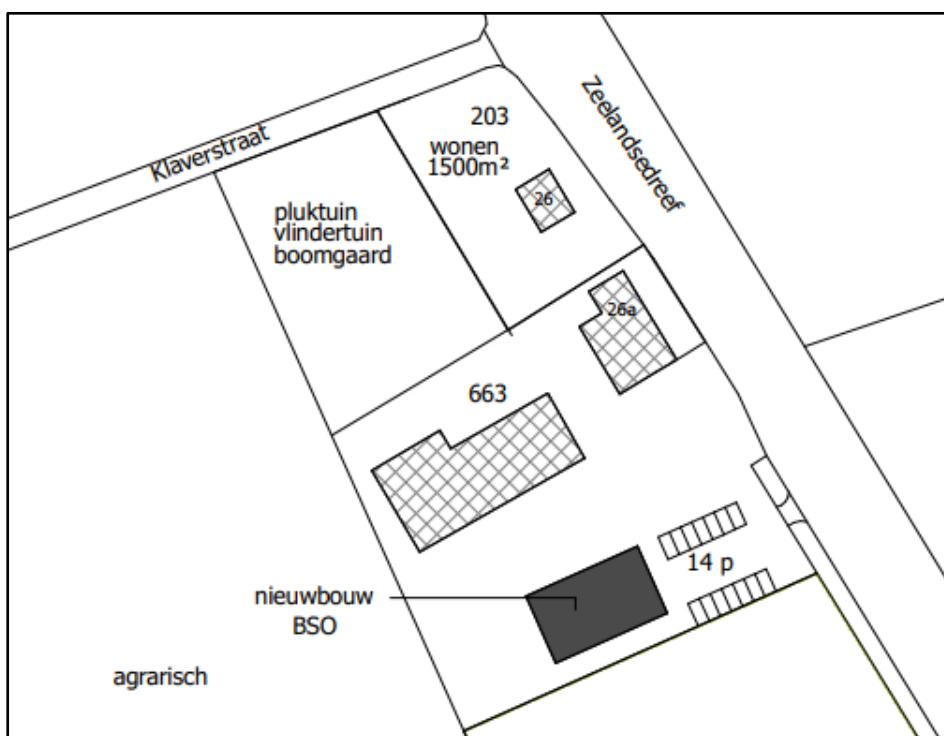 203
wonen
1500m²
Zeelandsedreef
Klaverstraat
26
pluktuin
vlindertuin
boomgaard
26a
663
14 p
nieuwbouw
BSO
agrarisch